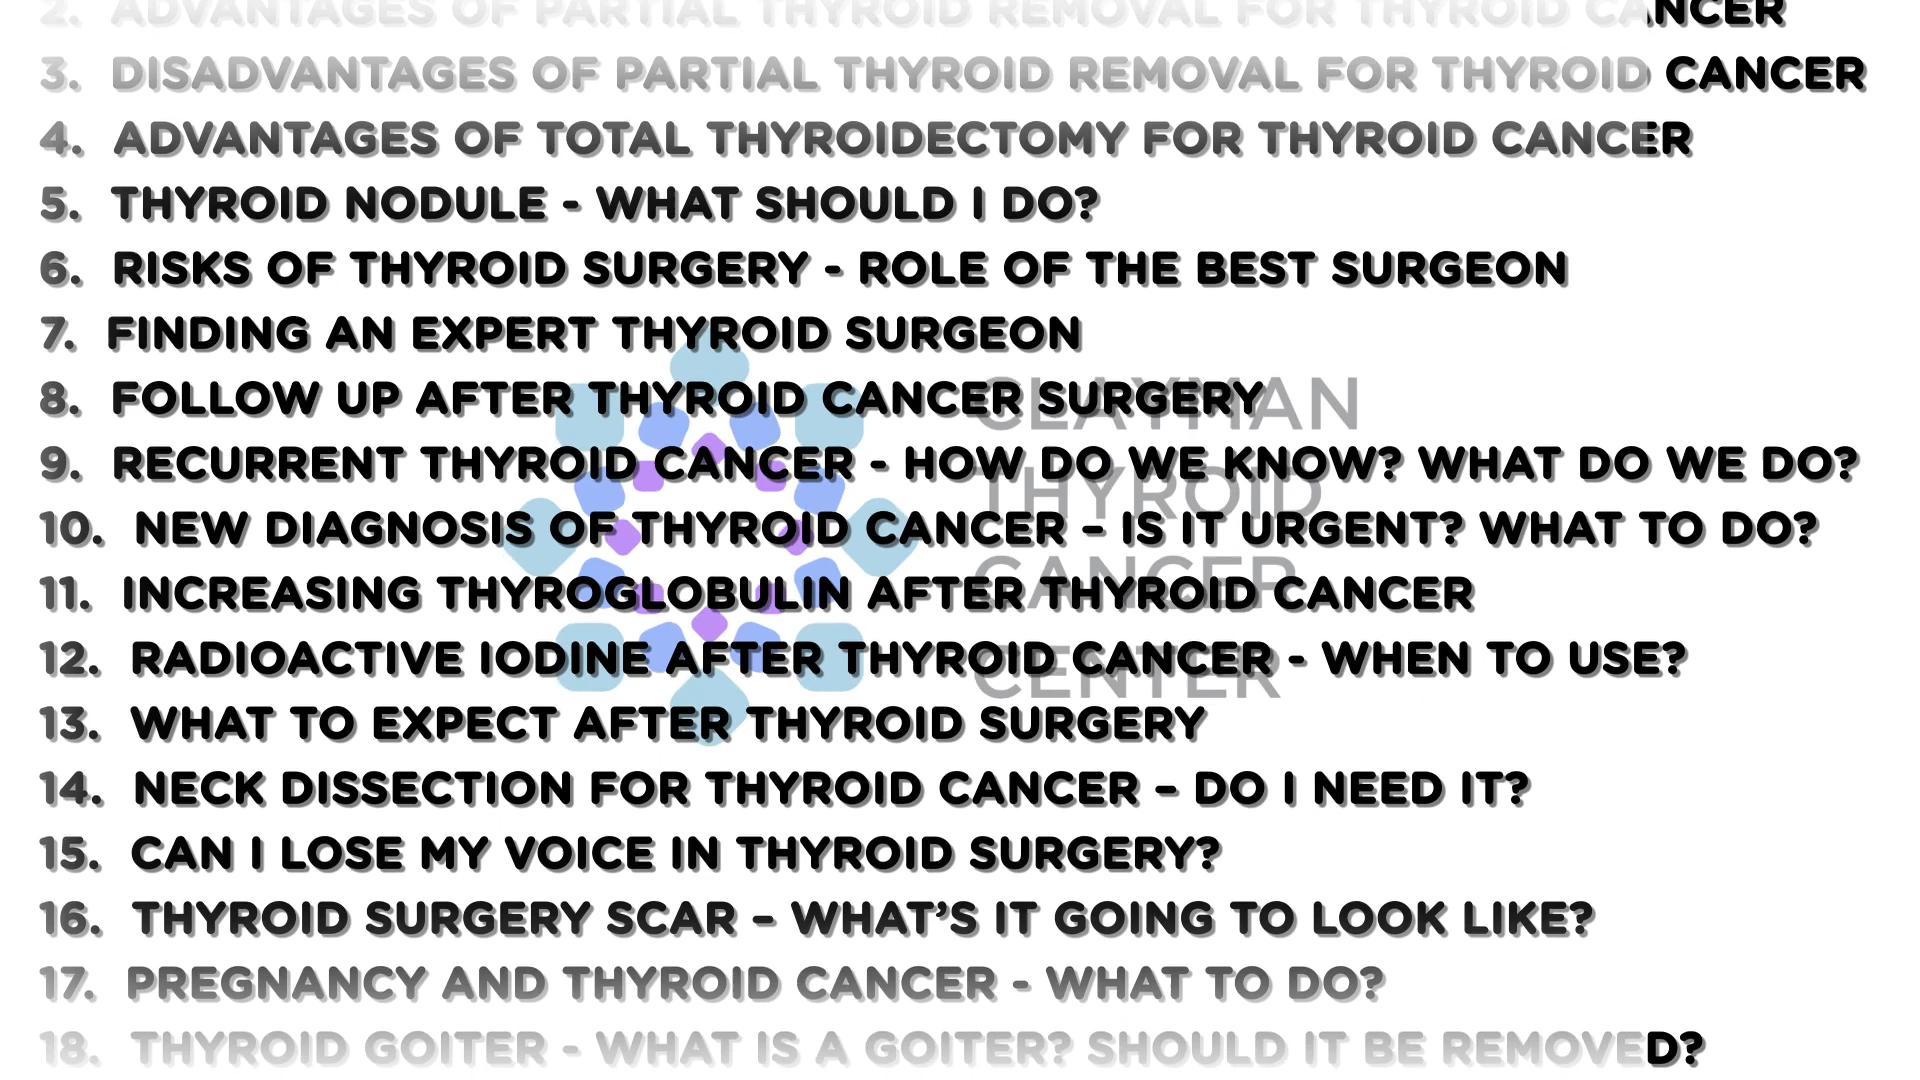 2. ADVANTAGES OF PARTIAL THYROID REMOVAL FOR THYROID CANCER
3. DISADVANTAGES OF PARTIAL THYROID REMOVAL FOR THYROID CANCER
4. ADVANTAGES OF TOTAL THYROIDECTOMY FOR THYROID CANCER
5. THYROID NODULE - WHAT SHOULD I DO?
6. RISKS OF THYROID SURGERY - ROLE OF THE BEST SURGEON
7. FINDING AN EXPERT THYROID SURGEON
8. FOLLOW UP AFTER THYROID CANCER SURGERY
9. RECURRENT THYROID CANCER - HOW DO WE KNOW? WHAT DO WE DO?
10. NEW DIAGNOSIS OF THYROID CANCER – IS IT URGENT? WHAT TO DO?
11. INCREASING THYROGLOBULIN AFTER THYROID CANCER
12. RADIOACTIVE IODINE AFTER THYROID CANCER - WHEN TO USE?
13. WHAT TO EXPECT AFTER THYROID SURGERY
14. NECK DISSECTION FOR THYROID CANCER – DO I NEED IT?
15. CAN I LOSE MY VOICE IN THYROID SURGERY?
16. THYROID SURGERY SCAR – WHAT’S IT GOING TO LOOK LIKE?
17. PREGNANCY AND THYROID CANCER - WHAT TO DO?
18. THYROID GOITER - WHAT IS A GOITER? SHOULD IT BE REMOVED?
CLAYMAN
THYROID
CANCER
CENTER